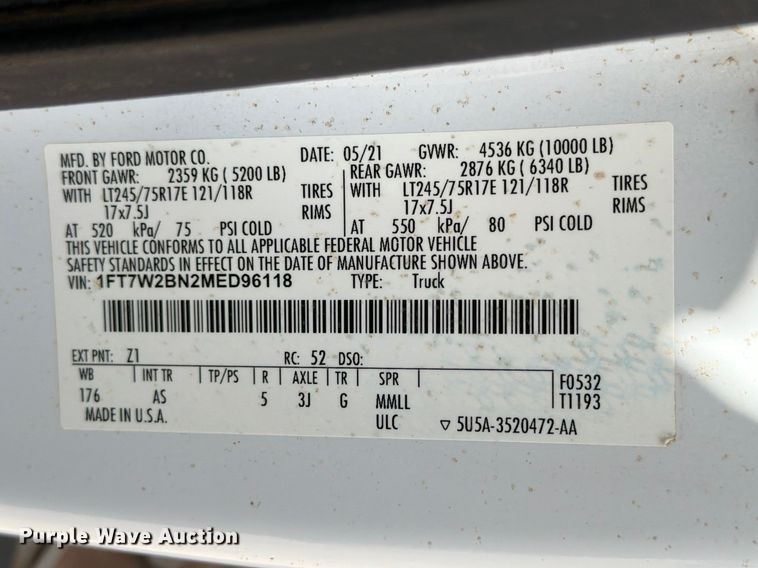 MFD. BY FORD MOTOR CO. DATE: 05/21 GVWR: 4536 KG (10000 LB)
FRONT GAWR: 2359 KG ( 5200 LB) REAR GAWR: 2876 KG ( 6340 LB)
WITH LT245/75R17E 121/118R TIRES WITH LT245/75R17E 121/118R TIRES
17x7.5J RIMS 17x7.5J RIMS
AT 520 kPa/ 75 PSI COLD AT 550 kPa/ 80 PSI COLD
THIS VEHICLE CONFORMS TO ALL APPLICABLE FEDERAL MOTOR VEHICLE
SAFETY STANDARDS IN EFFECT ON THE DATE OF MANUFACTURE SHOWN ABOVE.
VIN: 1FT7W2BN2MED96118 TYPE: Truck
EXT PNT: Z1 RC: 52 DSO:
WB INT TR TP/PS R AXLE TR SPR F0532
176 AS 5 3J G MMLL T1193
MADE IN U.S.A. ULC ▽ 5U5A-3520472-AA
Purple Wave Auction